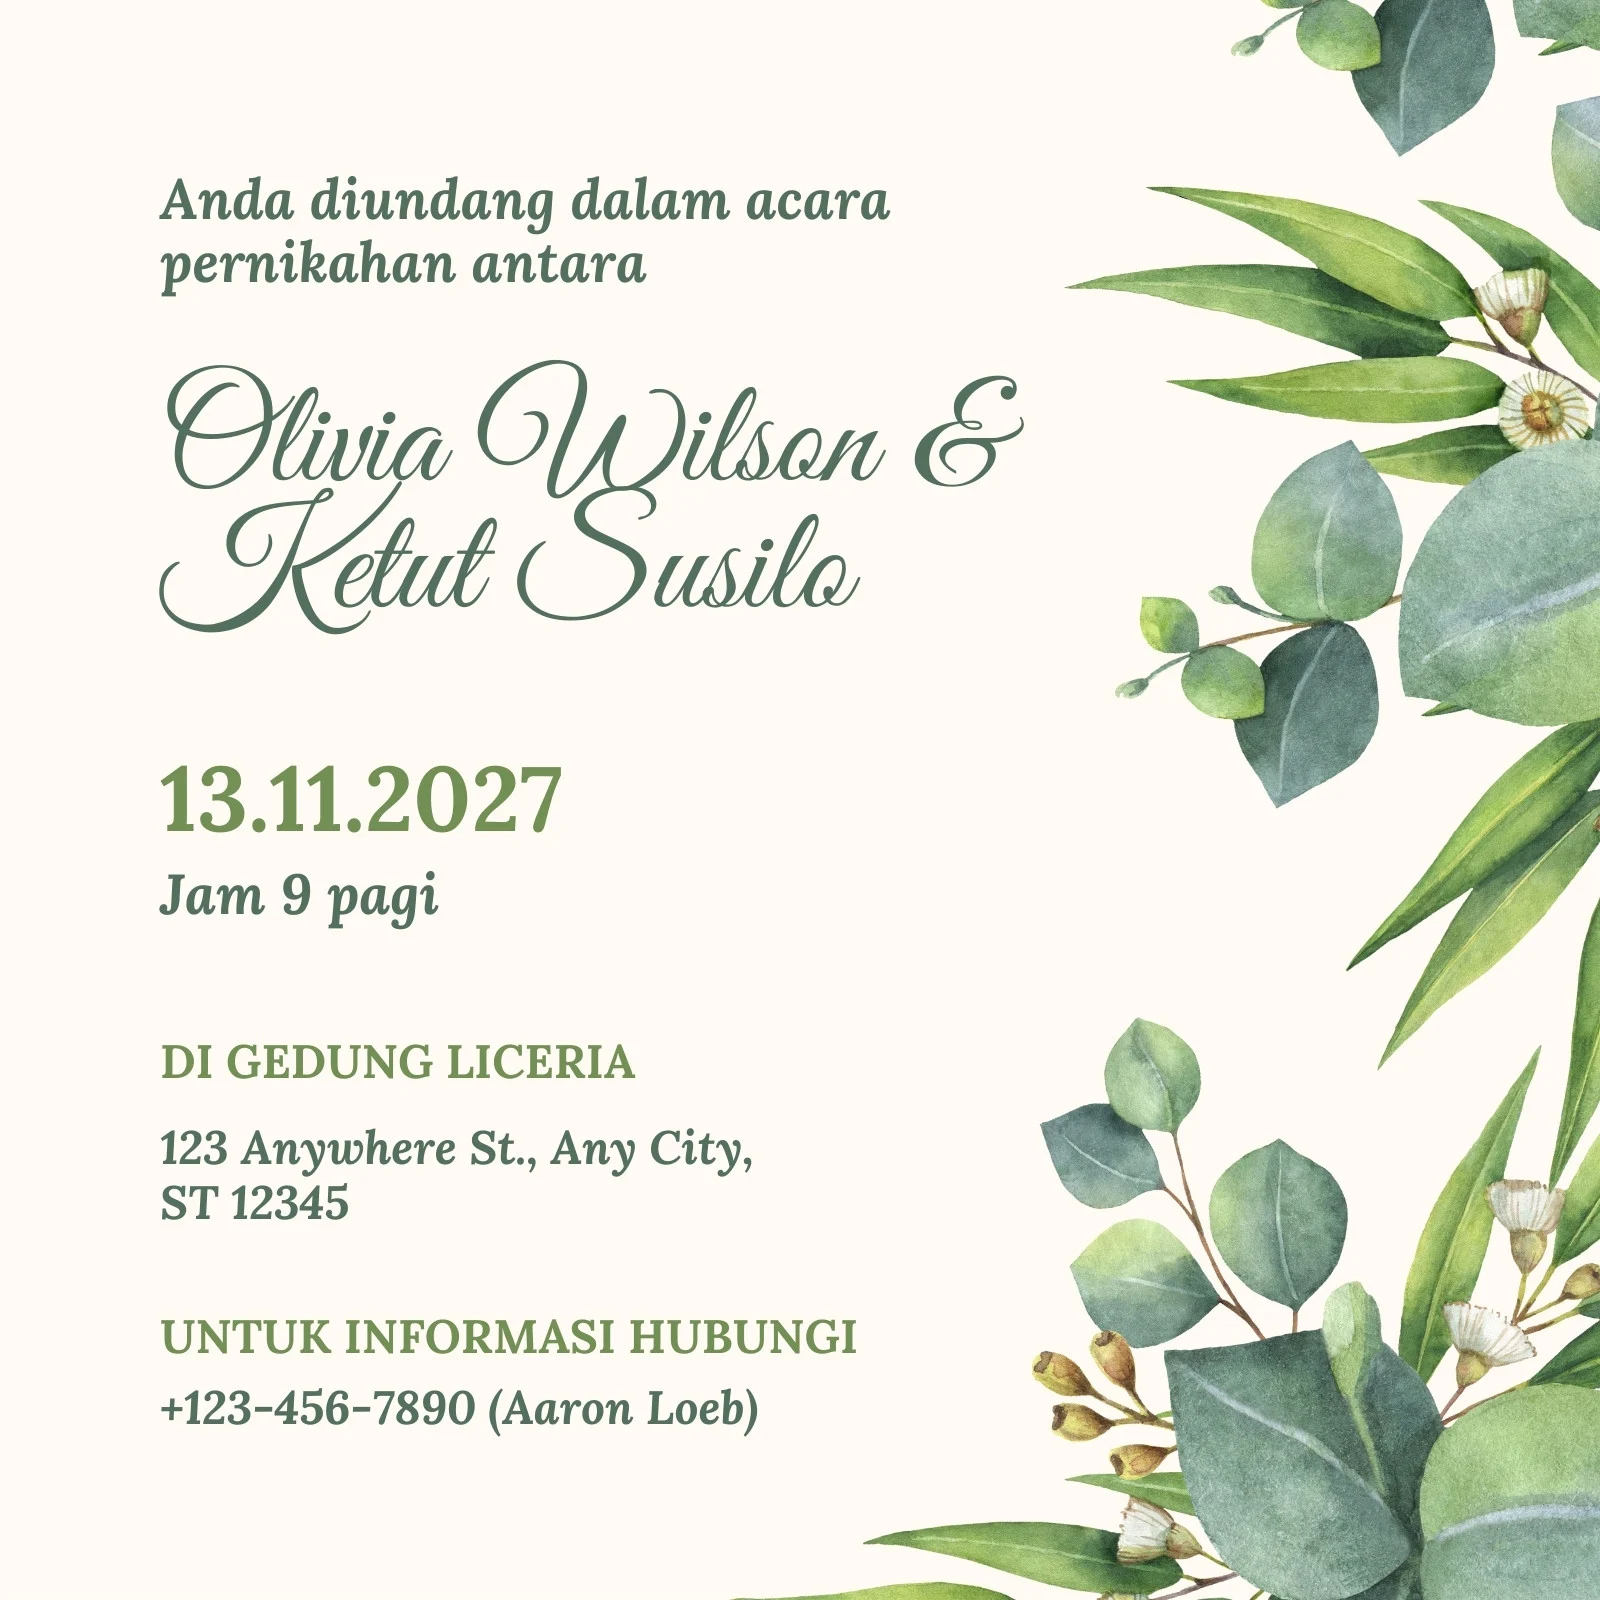 Anda diundang dalam acara
pernikahan antara
Olivia Wilson &
Ketut Susilo
13.11.2027
Jam 9 pagi
DI GEDUNG LICERIA
123 Anywhere St., Any City,
ST 12345
UNTUK INFORMASI HUBUNGI
+123-456-7890 (Aaron Loeb)